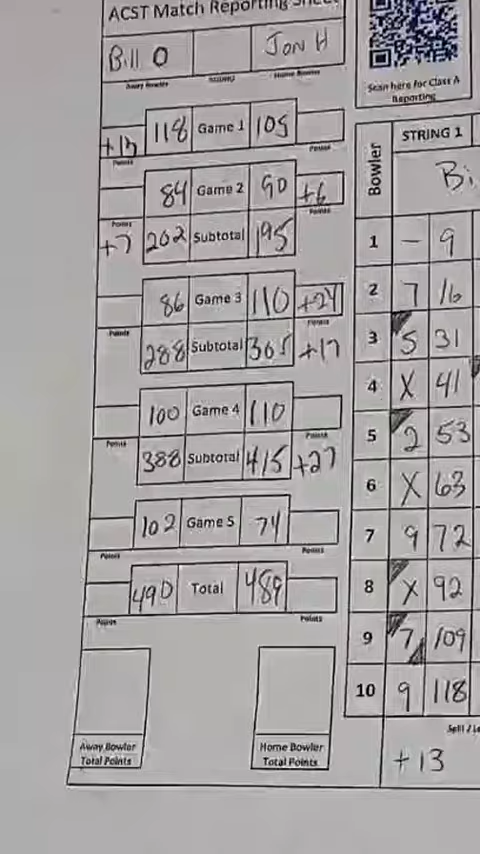 ACST Match Reporting Sheet
Bill O Jon H
Away Bowler Home Bowler
Scan here for Class A
Reporting
+13 118 Game 1 105
Points Points
84 Game 2 90 +6
Points Points
+7 202 Subtotal 195
86 Game 3 110 +24
Points Points
288 Subtotal 305 +17
100 Game 4 110
Points Points
388 Subtotal 415 +27
102 Game 5 74
Points Points
490 Total 489
Points Points
Away Bowler
Total Points
Home Bowler
Total Points
Bowler STRING 1
Bi
1 - 9
2 7 16
3 5 31
4 X 41
5 2 53
6 X 63
7 9 72
8 X 92
9 7 109
10 9 118
Split / L
+13